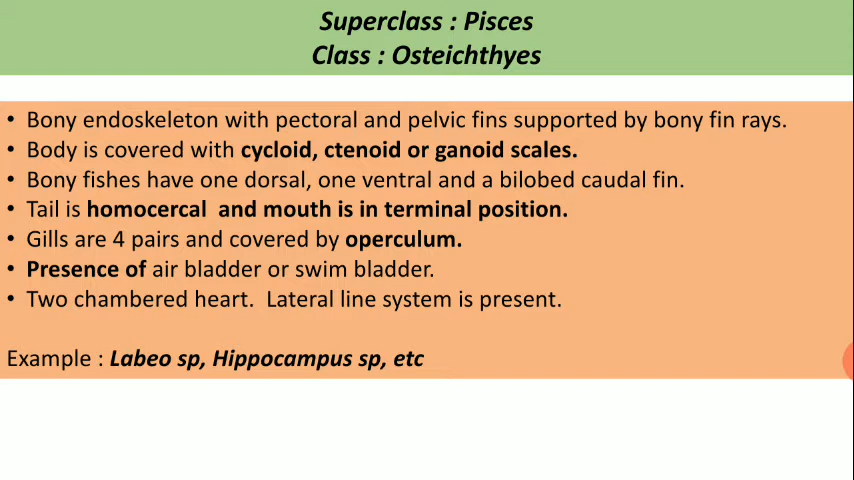 Superclass : Pisces
Class : Osteichthyes
• Bony endoskeleton with pectoral and pelvic fins supported by bony fin rays.
• Body is covered with cycloid, ctenoid or ganoid scales.
• Bony fishes have one dorsal, one ventral and a bilobed caudal fin.
• Tail is homocercal  and mouth is in terminal position.
• Gills are 4 pairs and covered by operculum.
• Presence of air bladder or swim bladder.
• Two chambered heart.  Lateral line system is present.
Example : Labeo sp, Hippocampus sp, etc